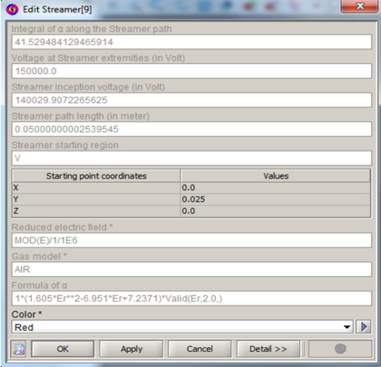 Edit Streamer[9]
Integral of α along the Streamer path
41.529484129465914
Voltage at Streamer extremities (in Volt)
150000.0
Streamer inception voltage (in Volt)
140029.9072265625
Streamer path length (in meter)
0.05000000002539545
Streamer starting region
V
Starting point coordinates Values
X 0.0
Y 0.025
Z 0.0
Reduced electric field *
MOD(E)/1/1E6
Gas model *
AIR
Formula of α
1*(1.605*Er**2-6.951*Er+7.2371)*Valid(Er,2.0,)
Color *
Red
OK Apply Cancel Detail >>